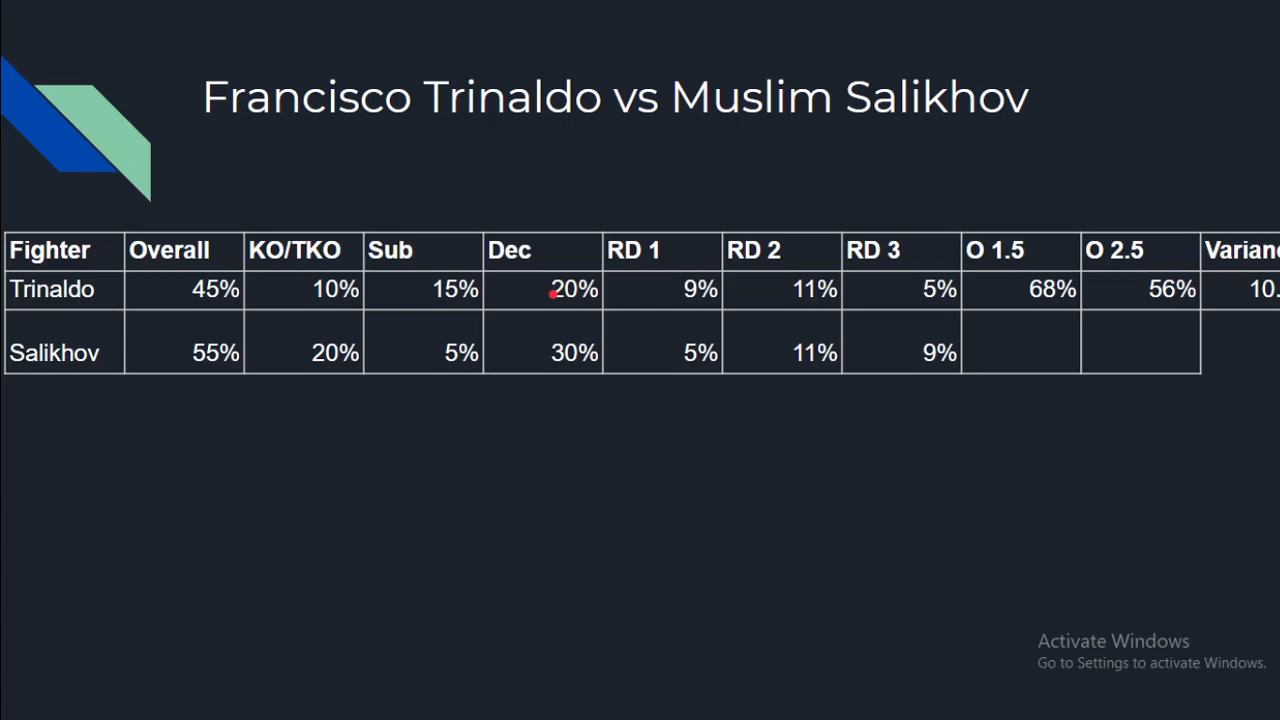 Francisco Trinaldo vs Muslim Salikhov
Fighter Overall KO/TKO Sub Dec RD 1 RD 2 RD 3 O 1.5 O 2.5 Varianc
Trinaldo 45% 10% 15% 20% 9% 11% 5% 68% 56% 10.
Salikhov 55% 20% 5% 30% 5% 11% 9%
Activate Windows
Go to Settings to activate Windows.